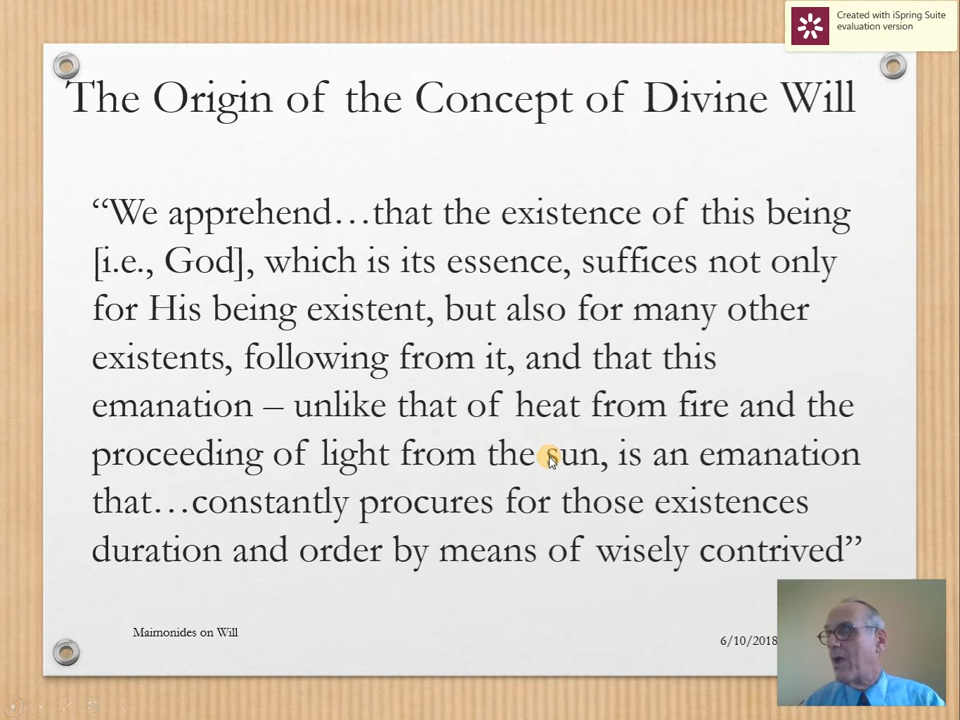 Created with iSpring Suite
evaluation version
The Origin of the Concept of Divine Will
“We apprehend…that the existence of this being
[i.e., God], which is its essence, suffices not only
for His being existent, but also for many other
existents, following from it, and that this
emanation – unlike that of heat from fire and the
proceeding of light from the sun, is an emanation
that…constantly procures for those existences
duration and order by means of wisely contrived”
Maimonides on Will
6/10/2018